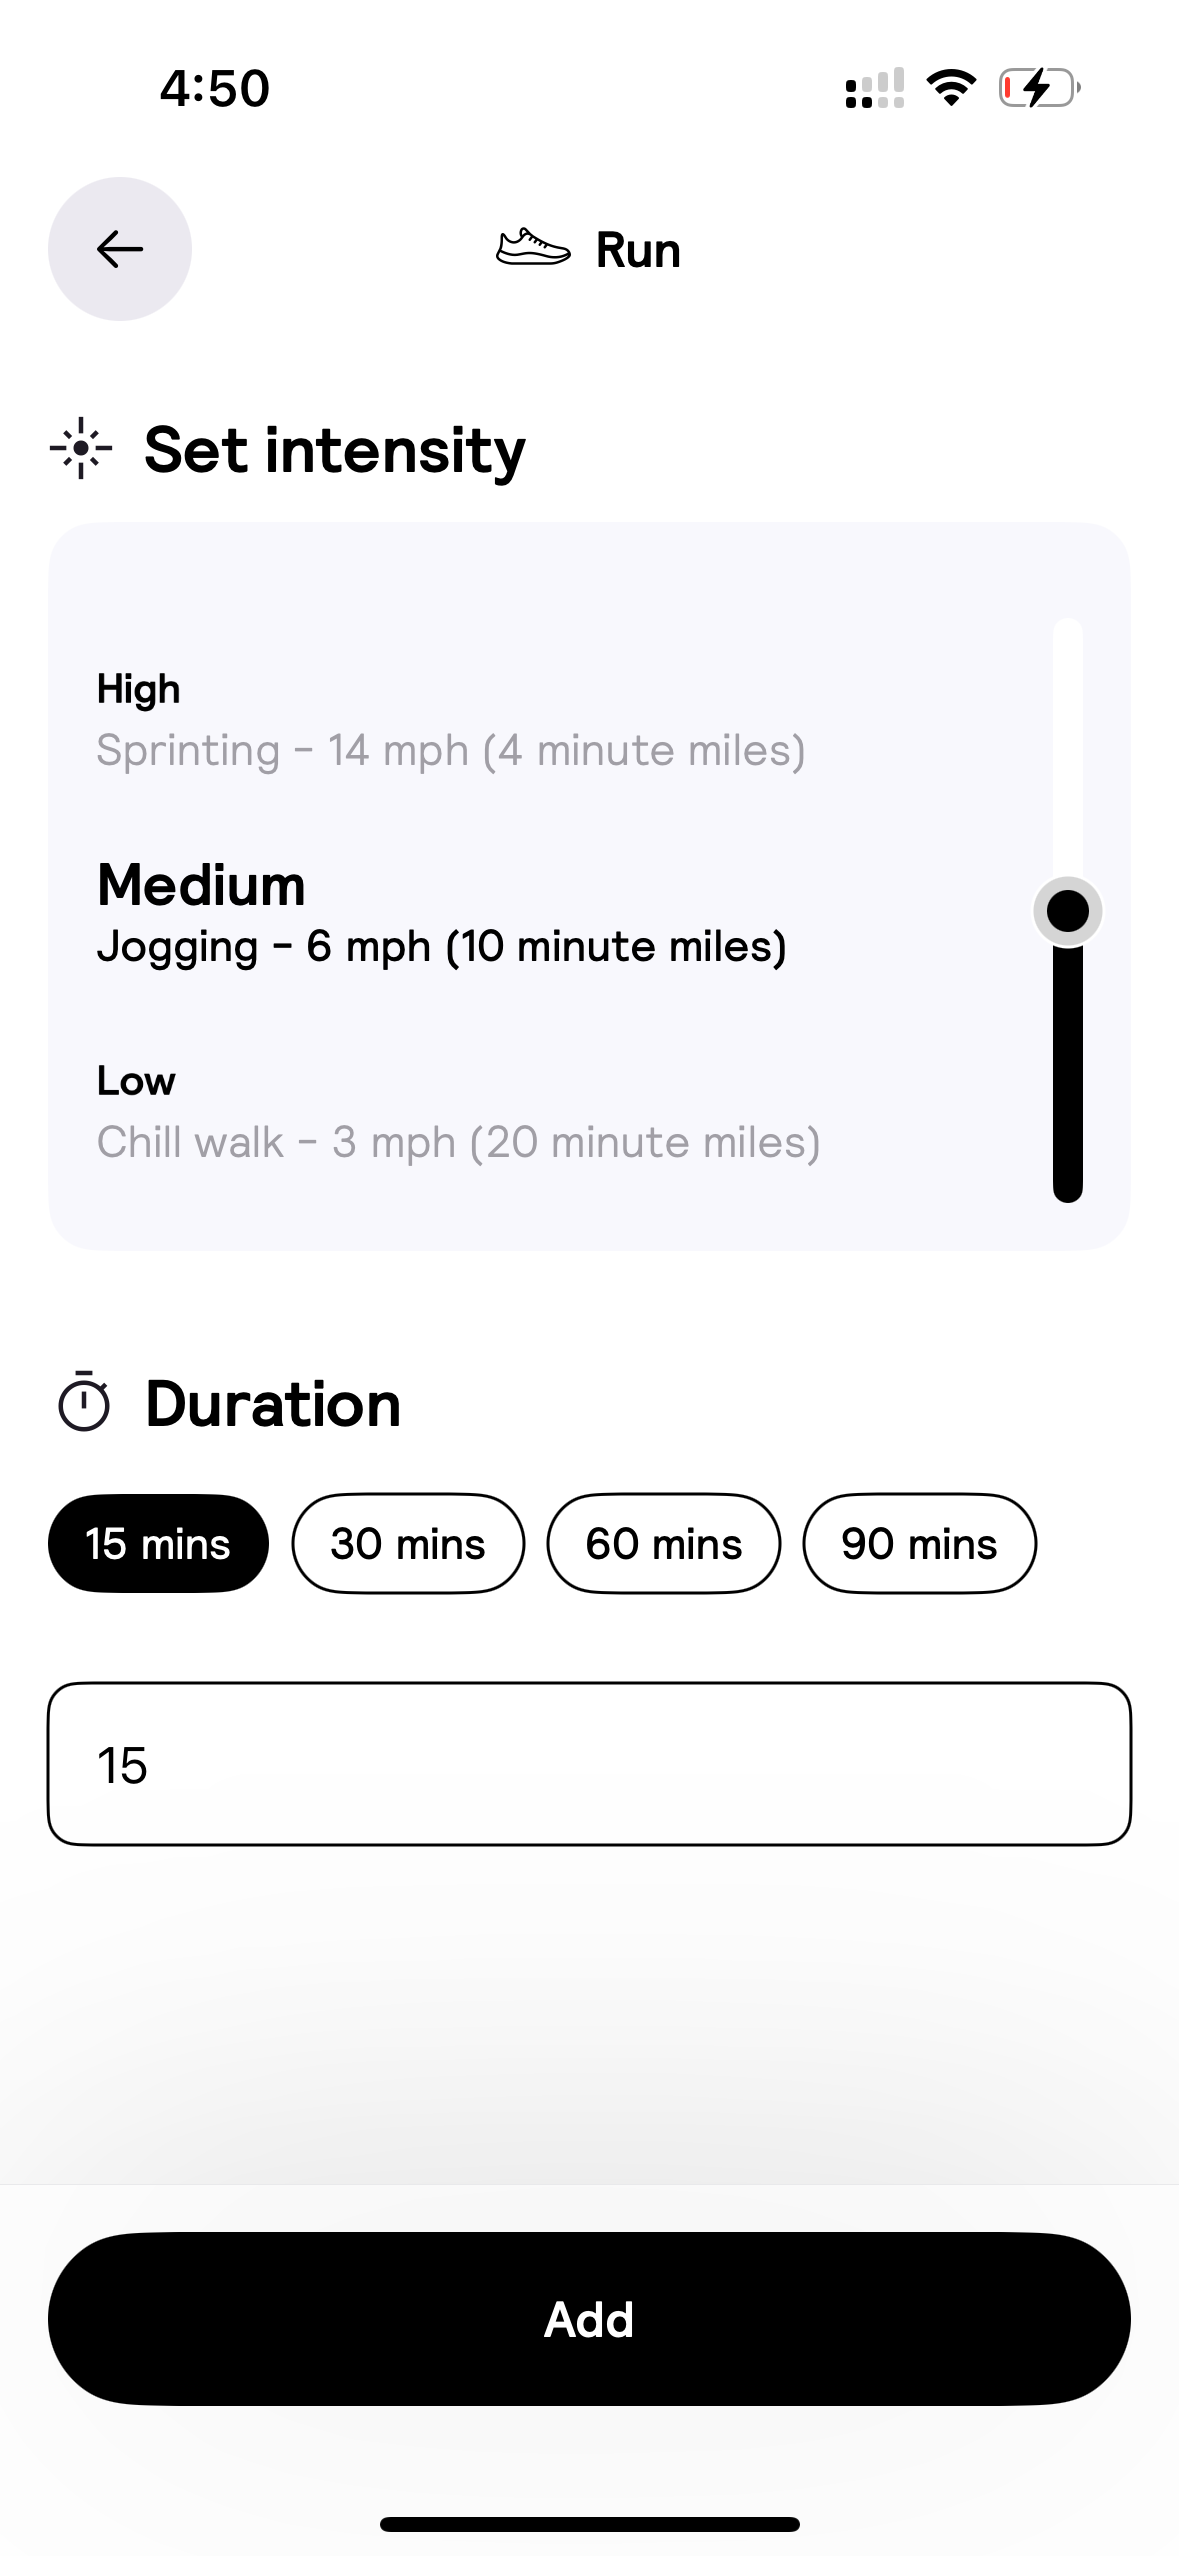 4:50
Run
Set intensity
High
Sprinting - 14 mph (4 minute miles)
Medium
Jogging - 6 mph (10 minute miles)
Low
Chill walk - 3 mph (20 minute miles)
Duration
15 mins
30 mins
60 mins
90 mins
15
Add